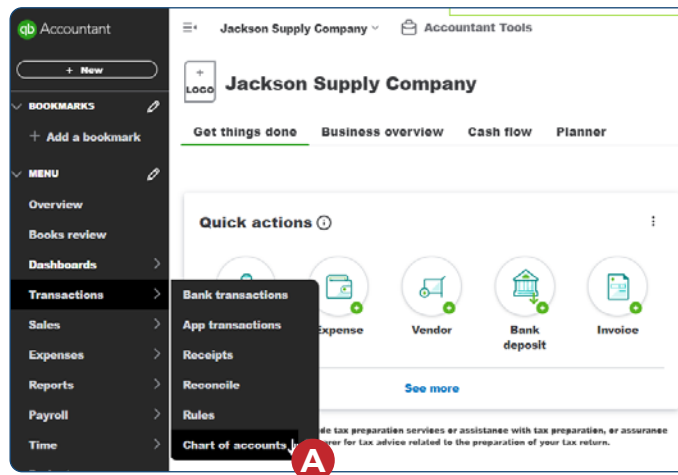 qb Accountant
+ New
BOOKMARKS
+ Add a bookmark
MENU
Overview
Books review
Dashboards
Transactions
Sales
Expenses
Reports
Payroll
Time
Jackson Supply Company
Accountant Tools
+
LOGO
Jackson Supply Company
Get things done Business overview Cash flow Planner
Quick actions
Expense
Vendor
Bank
deposit
Invoice
See more
Bank transactions
App transactions
Receipts
Reconcile
Rules
Chart of accounts
A
de tax preparation services or assistance with tax preparation, or assurance
for tax advice related to the preparation of your tax return.